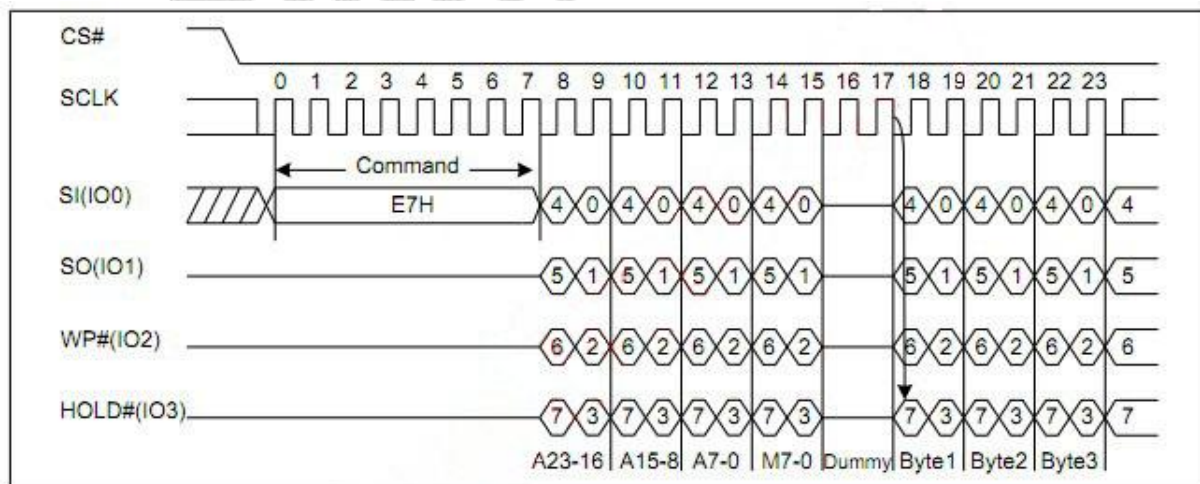 CS#
0 1 2 3 4 5 6 7 8 9 10 11 12 13 14 15 16 17 18 19 20 21 22 23
SCLK
Command
SI(IO0) E7H 4 0 4 0 4 0 4 0 4 0 4 0 4 0 4
SO(IO1) 5 1 5 1 5 1 5 1 5 1 5 1 5 1 5
WP#(IO2) 6 2 6 2 6 2 6 2 6 2 6 2 6 2 6
HOLD#(IO3) 7 3 7 3 7 3 7 3 7 3 7 3 7 3 7
A23-16 A15-8 A7-0 M7-0 Dummy Byte1 Byte2 Byte3